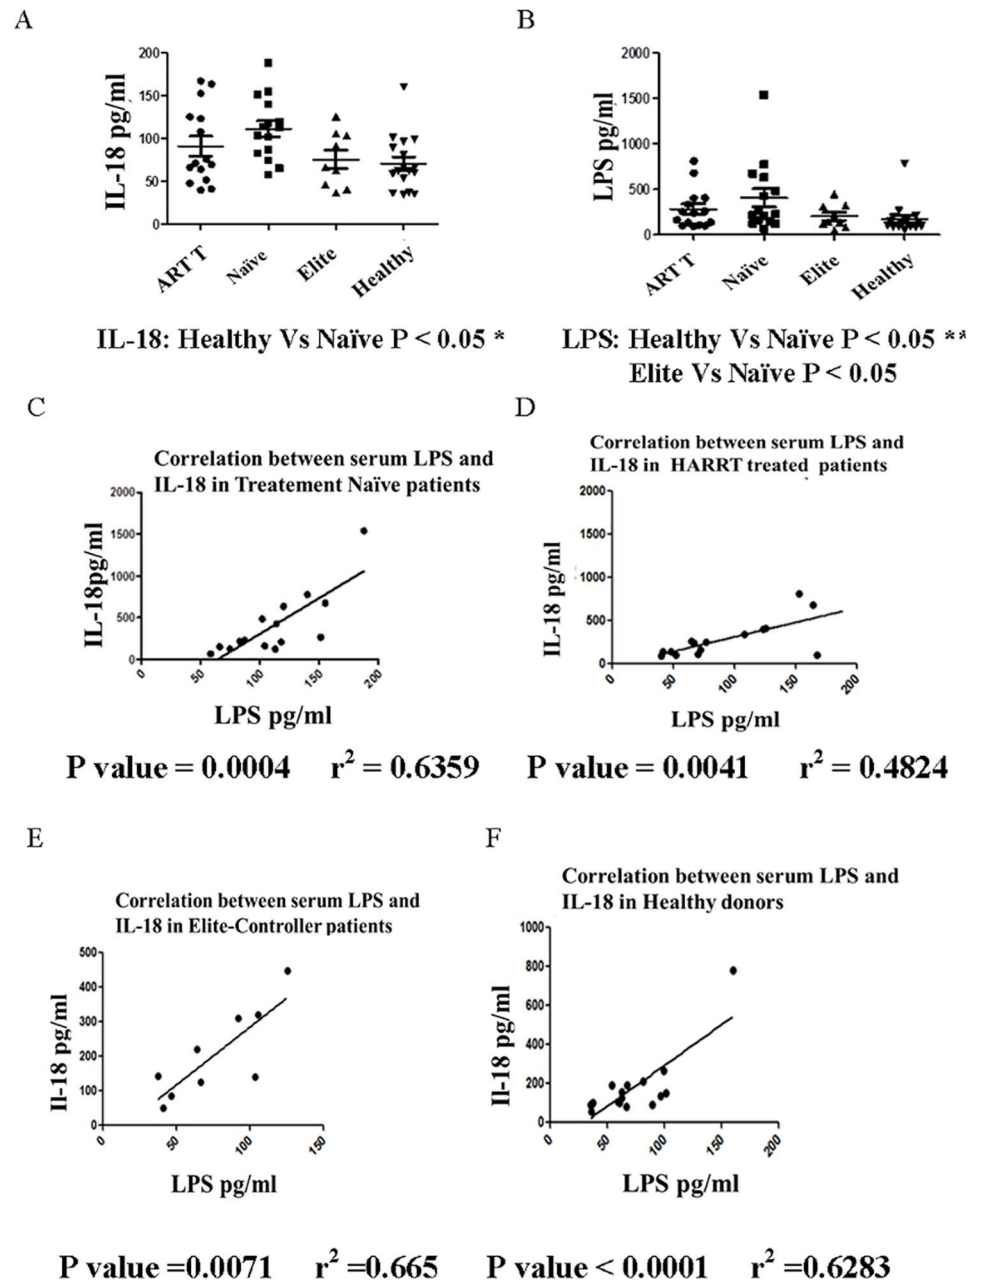 A
B
IL-18 pg/ml
200
150
100
50
0
ART T
Naïve
Elite
Healthy
LPS pg/ml
2000
1500
1000
500
0
ART T
Naïve
Elite
Healthy
IL-18: Healthy Vs Naïve P < 0.05 *
LPS: Healthy Vs Naïve P < 0.05 **
Elite Vs Naïve P < 0.05
C
D
Correlation between serum LPS and
IL-18 in Treatement Naïve patients
IL-18pg/ml
2000
1500
1000
500
0
0
50
100
150
200
LPS pg/ml
Correlation between serum LPS and
IL-18 in HARRT treated patients
IL-18 pg/ml
2000
1500
1000
500
0
0
50
100
150
200
LPS pg/ml
P value = 0.0004 r² = 0.6359
P value = 0.0041 r² = 0.4824
E
F
Correlation between serum LPS and
IL-18 in Elite-Controller patients
Il-18 pg/ml
500
400
300
200
100
0
0
50
100
150
LPS pg/ml
Correlation between serum LPS and
IL-18 in Healthy donors
Il-18 pg/ml
1000
800
600
400
200
0
0
50
100
150
200
LPS pg/ml
P value =0.0071 r² =0.665
P value < 0.0001 r² =0.6283